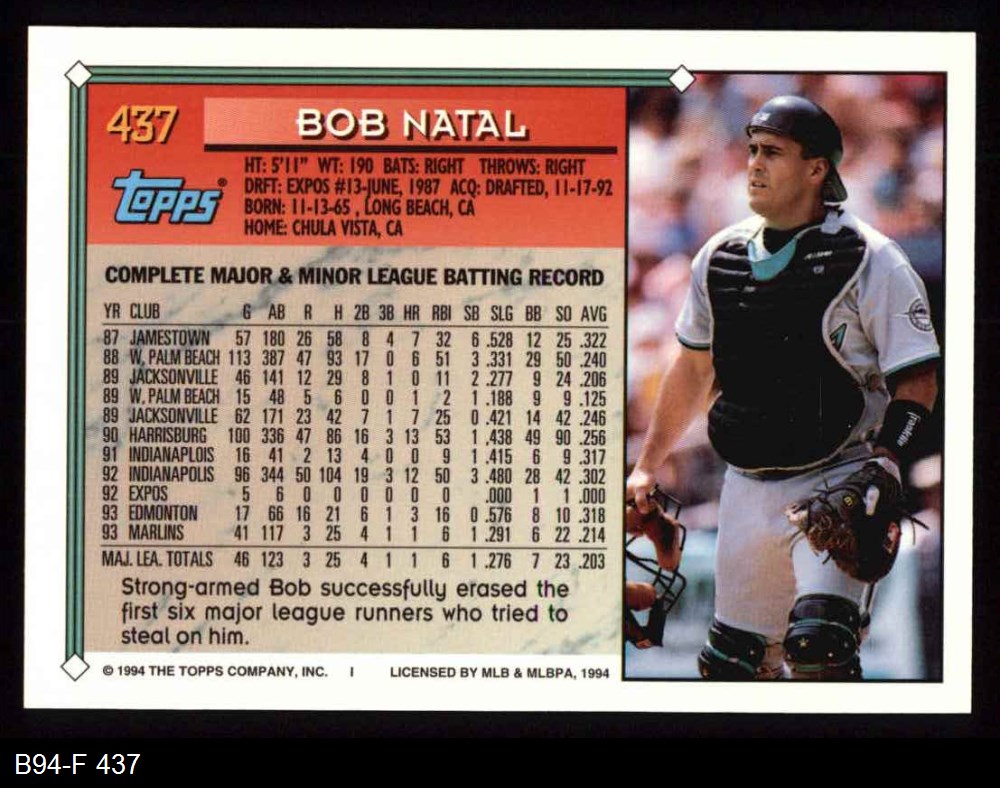 437
BOB NATAL
topps®
HT: 5'11" WT: 190 BATS: RIGHT THROWS: RIGHT
DRFT: EXPOS #13-JUNE, 1987 ACQ: DRAFTED, 11-17-92
BORN: 11-13-65 , LONG BEACH, CA
HOME: CHULA VISTA, CA
COMPLETE MAJOR & MINOR LEAGUE BATTING RECORD
YR CLUB G AB R H 2B 3B HR RBI SB SLG BB SO AVG
87 JAMESTOWN 57 180 26 58 8 4 7 32 6 .528 12 25 .322
88 W. PALM BEACH 113 387 47 93 17 0 6 51 3 .331 29 50 .240
89 JACKSONVILLE 46 141 12 29 8 1 0 11 2 .277 9 24 .206
89 W. PALM BEACH 15 48 5 6 0 0 1 2 1 .188 9 9 .125
89 JACKSONVILLE 62 171 23 42 7 1 7 25 0 .421 14 42 .246
90 HARRISBURG 100 336 47 86 16 3 13 53 1 .438 49 90 .256
91 INDIANAPLOIS 16 41 2 13 4 0 0 9 1 .415 6 9 .317
92 INDIANAPOLIS 96 344 50 104 19 3 12 50 3 .480 28 42 .302
92 EXPOS 5 6 0 0 0 0 0 0 .000 1 1 .000
93 EDMONTON 17 66 16 21 6 1 3 16 0 .576 8 10 .318
93 MARLINS 41 117 3 25 4 1 1 6 1 .291 6 22 .214
MAJ. LEA. TOTALS 46 123 3 25 4 1 1 6 1 .276 7 23 .203
Strong-armed Bob successfully erased the
first six major league runners who tried to
steal on him.
© 1994 THE TOPPS COMPANY, INC. I LICENSED BY MLB & MLBPA, 1994
franklin
B94-F 437